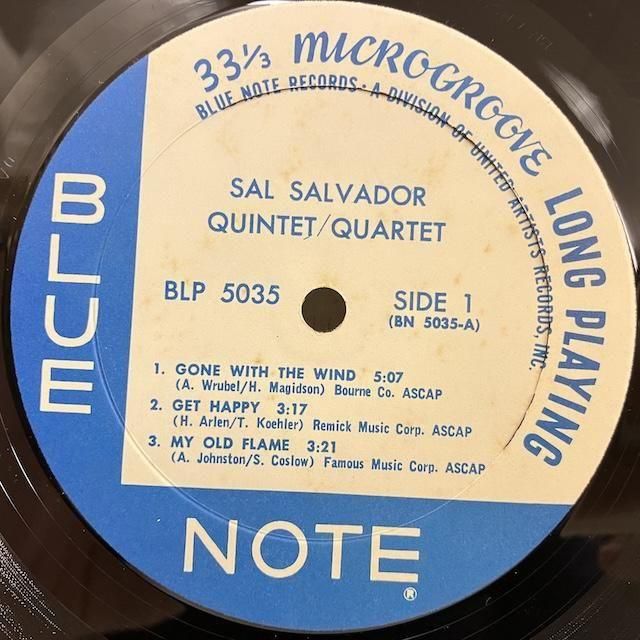 33⅓ MICROGROOVE LONG PLAYING
BLUE NOTE RECORDS · A DIVISION OF UNITED ARTISTS RECORDS, INC.
SAL SALVADOR
QUINTET/QUARTET
BLP 5035
SIDE 1
(BN 5035-A)
1. GONE WITH THE WIND 5:07
(A. Wrubel/H. Magidson) Bourne Co. ASCAP
2. GET HAPPY 3:17
(H. Arlen/T. Koehler) Remick Music Corp. ASCAP
3. MY OLD FLAME 3:21
(A. Johnston/S. Coslow) Famous Music Corp. ASCAP
BLUE
NOTE ®